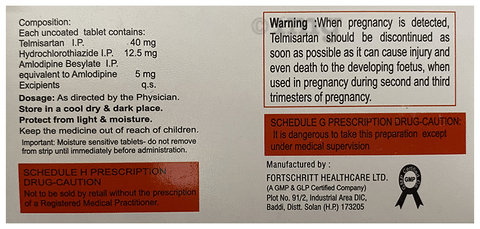 Composition:
Each uncoated tablet contains:
Telmisartan I.P. 40 mg
Hydrochlorothiazide I.P. 12.5 mg
Amlodipine Besylate I.P.
equivalent to Amlodipine 5 mg
Excipients q.s.
Dosage: As directed by the Physician.
Store in a cool dry & dark place.
Protect from light & moisture.
Keep the medicine out of reach of children.
Important: Moisture sensitive tablets- do not remove
from strip until immediately before administration.
SCHEDULE H PRESCRIPTION
DRUG-CAUTION
Not to be sold by retail without the prescription
of a Registered Medical Practitioner.
Warning :When pregnancy is detected,
Telmisartan should be discontinued as
soon as possible as it can cause injury and
even death to the developing foetus, when
used in pregnancy during second and third
trimesters of pregnancy.
SCHEDULE G PRESCRIPTION DRUG-CAUTION:
It is dangerous to take this preparation except
under medical supervision
Manufactured by :
FORTSCHRITT HEALTHCARE LTD.
(A GMP & GLP Certified Company)
Plot No. 91/2, Industrial Area DIC,
Baddi, Distt. Solan (H.P.) 173205
GMP